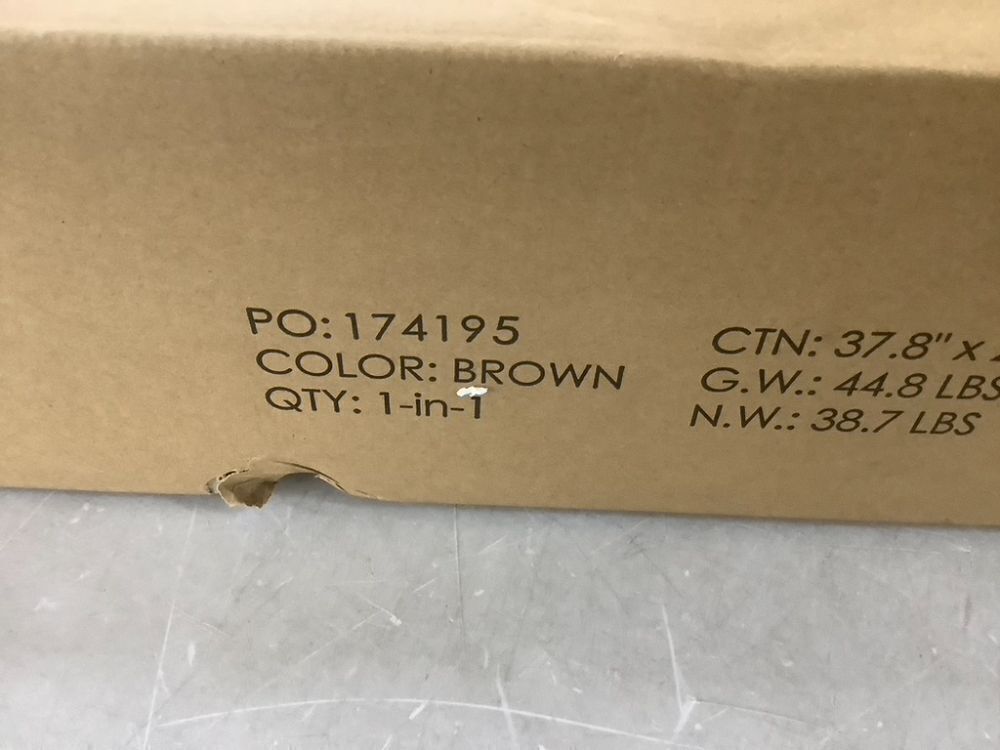 PO: 174195
COLOR: BROWN
QTY: 1-in-1
CTN: 37.8" x
G.W.: 44.8 LBS
N.W.: 38.7 LBS